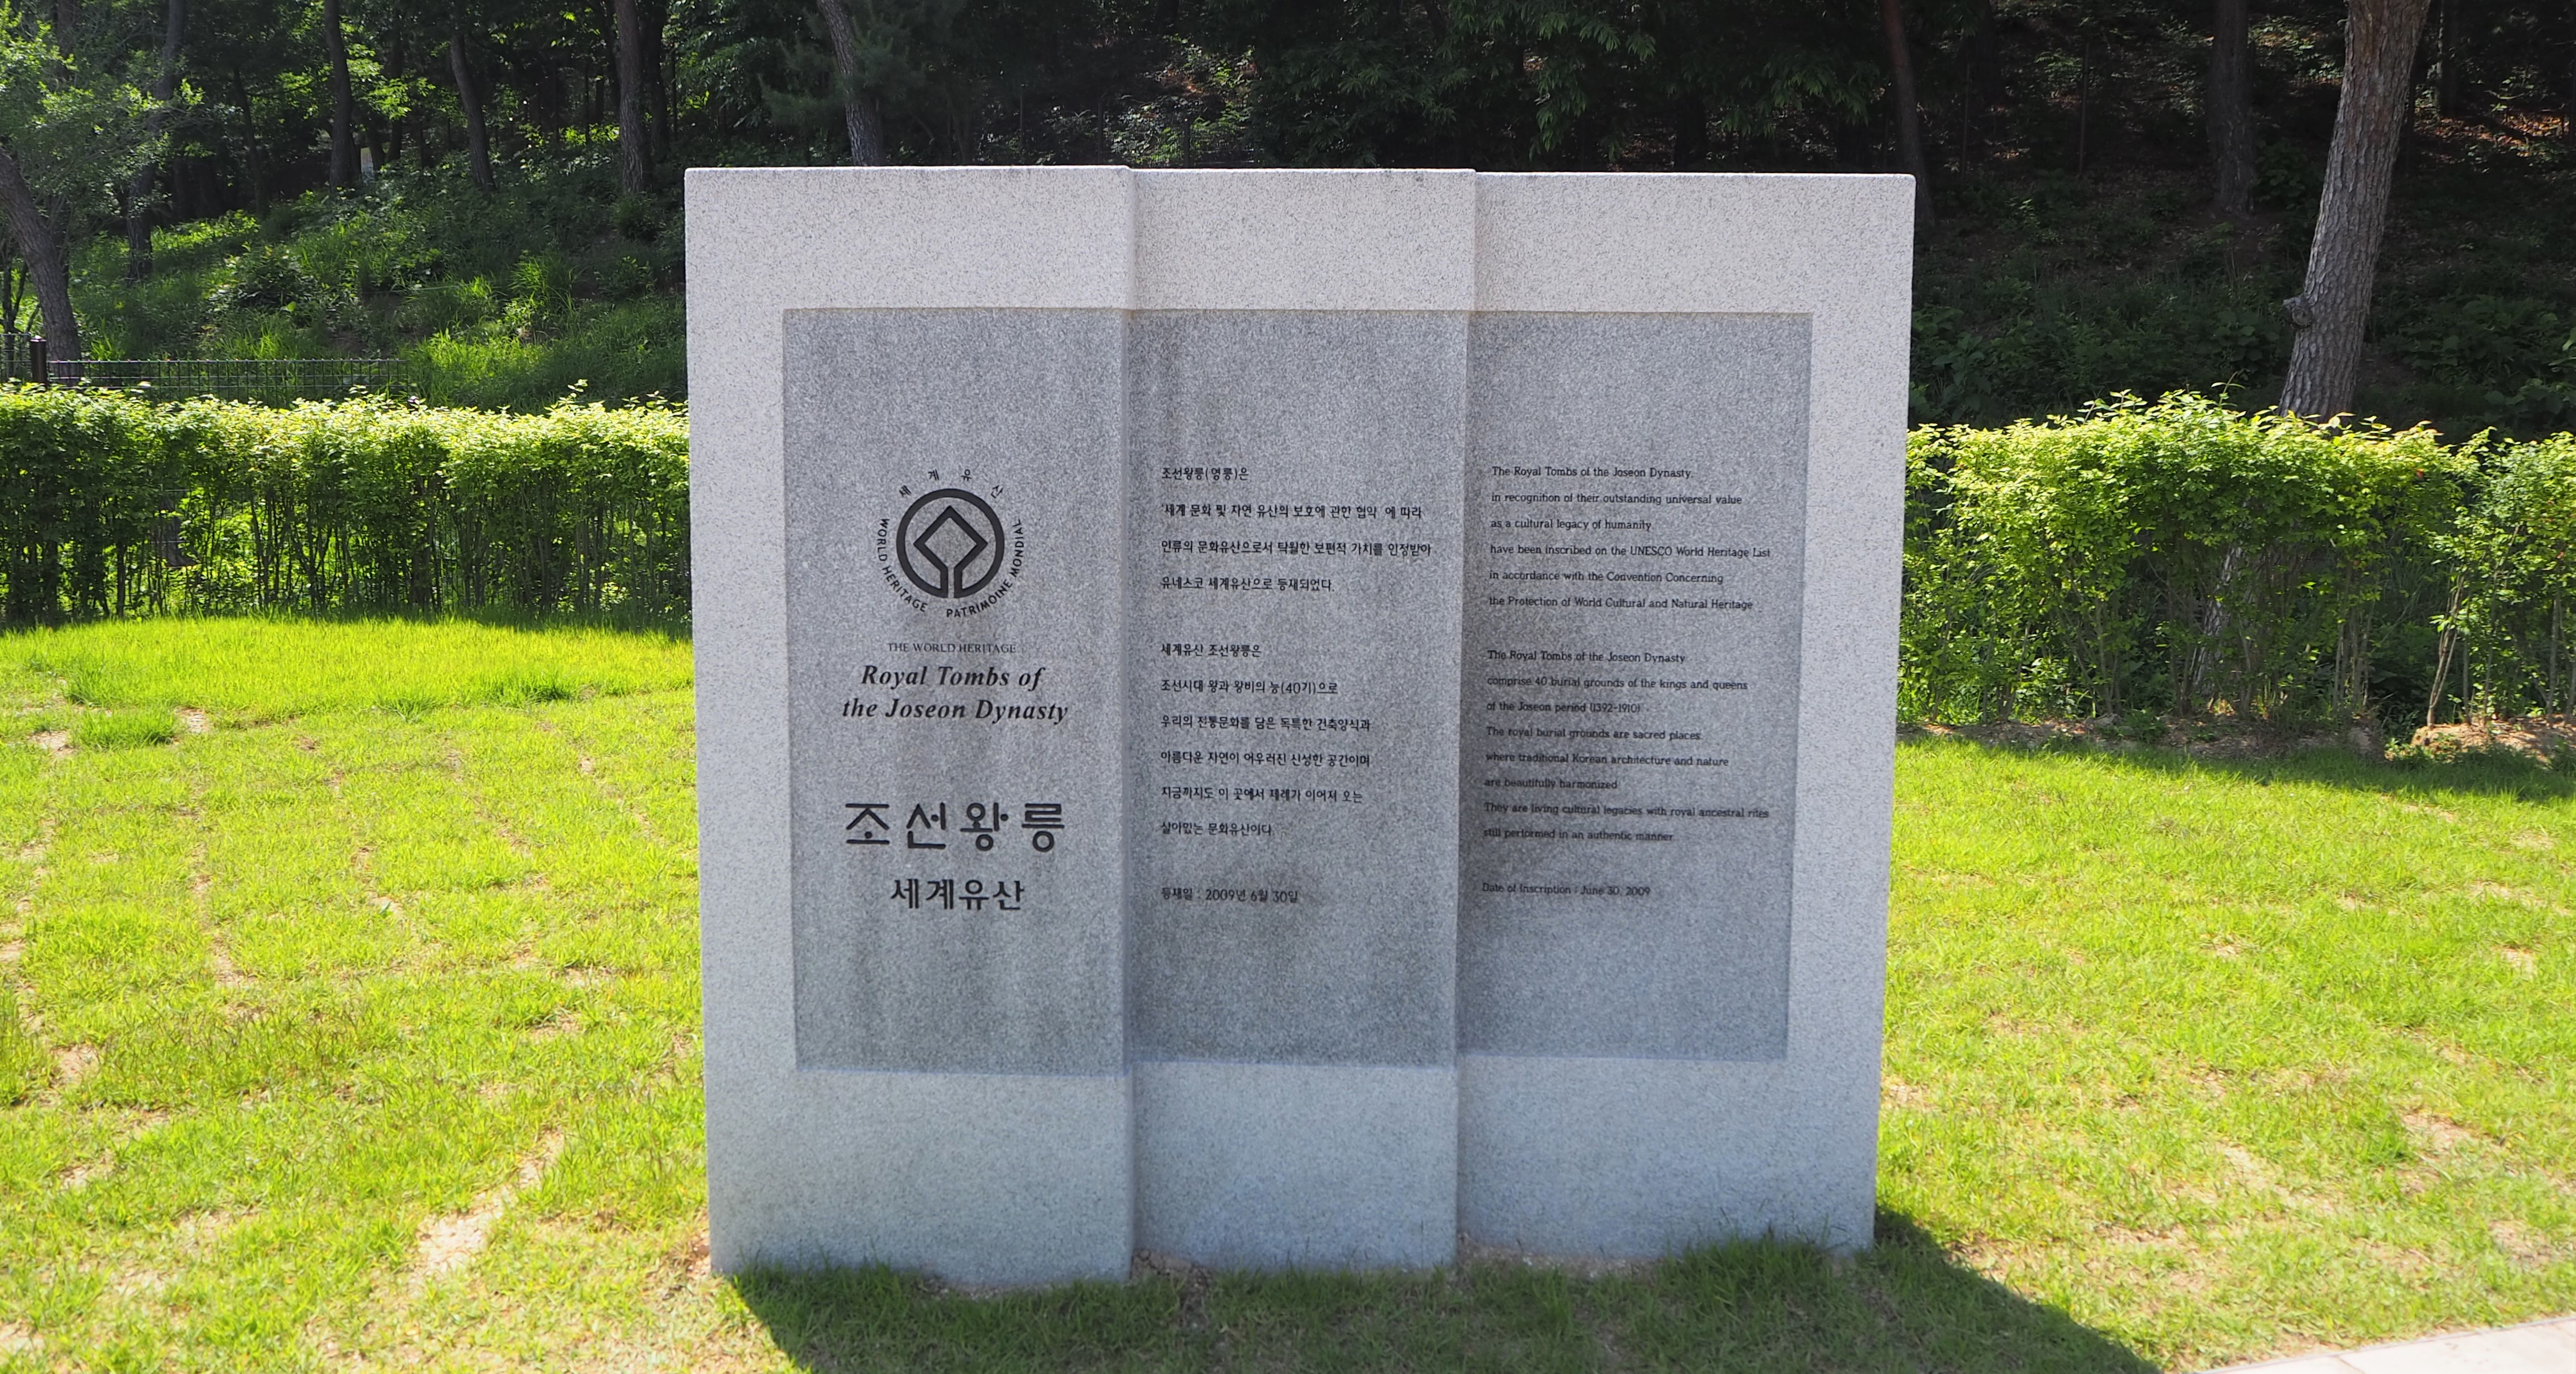 세계유산
WORLD HERITAGE PATRIMOINE MONDIAL
THE WORLD HERITAGE
Royal Tombs of
the Joseon Dynasty
조선왕릉
세계유산
조선왕릉(영릉)은
'세계 문화 및 자연 유산의 보호에 관한 협약' 에 따라
인류의 문화유산으로서 탁월한 보편적 가치를 인정받아
유네스코 세계유산으로 등재되었다.
세계유산 조선왕릉은
조선시대 왕과 왕비의 능(40기)으로
우리의 전통문화를 담은 독특한 건축양식과
아름다운 자연이 어우러진 신성한 공간이며
지금까지도 이 곳에서 제례가 이어져 오는
살아있는 문화유산이다.
등재일 : 2009년 6월 30일
The Royal Tombs of the Joseon Dynasty,
in recognition of their outstanding universal value
as a cultural legacy of humanity
have been inscribed on the UNESCO World Heritage List
in accordance with the Convention Concerning
the Protection of World Cultural and Natural Heritage
The Royal Tombs of the Joseon Dynasty
comprise 40 burial grounds of the kings and queens
of the Joseon period (1392-1910)
The royal burial grounds are sacred places
where traditional Korean architecture and nature
are beautifully harmonized
They are living cultural legacies with royal ancestral rites
still performed in an authentic manner
Date of Inscription : June 30, 2009